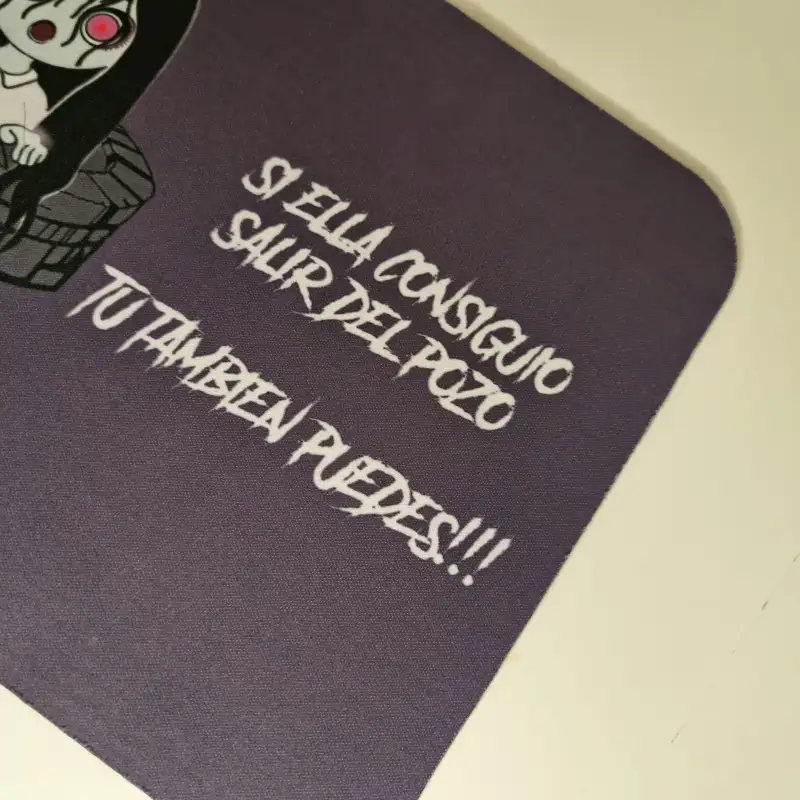 SI ELLA CONSIGUIO
SALIR DEL POZO
TU TAMBIEN PUEDES!!!